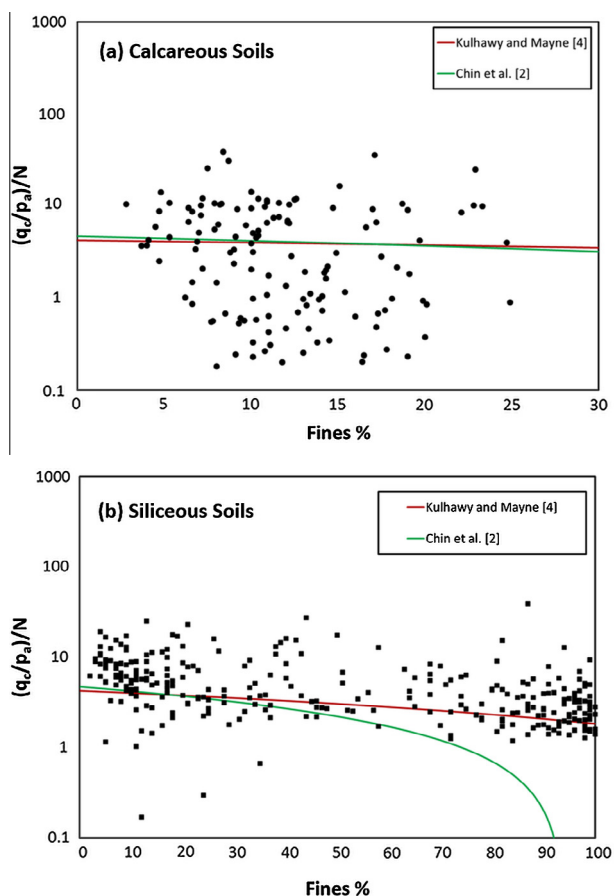 (a) Calcareous Soils
Kulhawy and Mayne [4]
Chin et al. [2]
1000
100
10
1
0.1
(qc/pa)/N
0 5 10 15 20 25 30
Fines %
(b) Siliceous Soils
Kulhawy and Mayne [4]
Chin et al. [2]
1000
100
10
1
0.1
(qc/pa)/N
0 10 20 30 40 50 60 70 80 90 100
Fines %